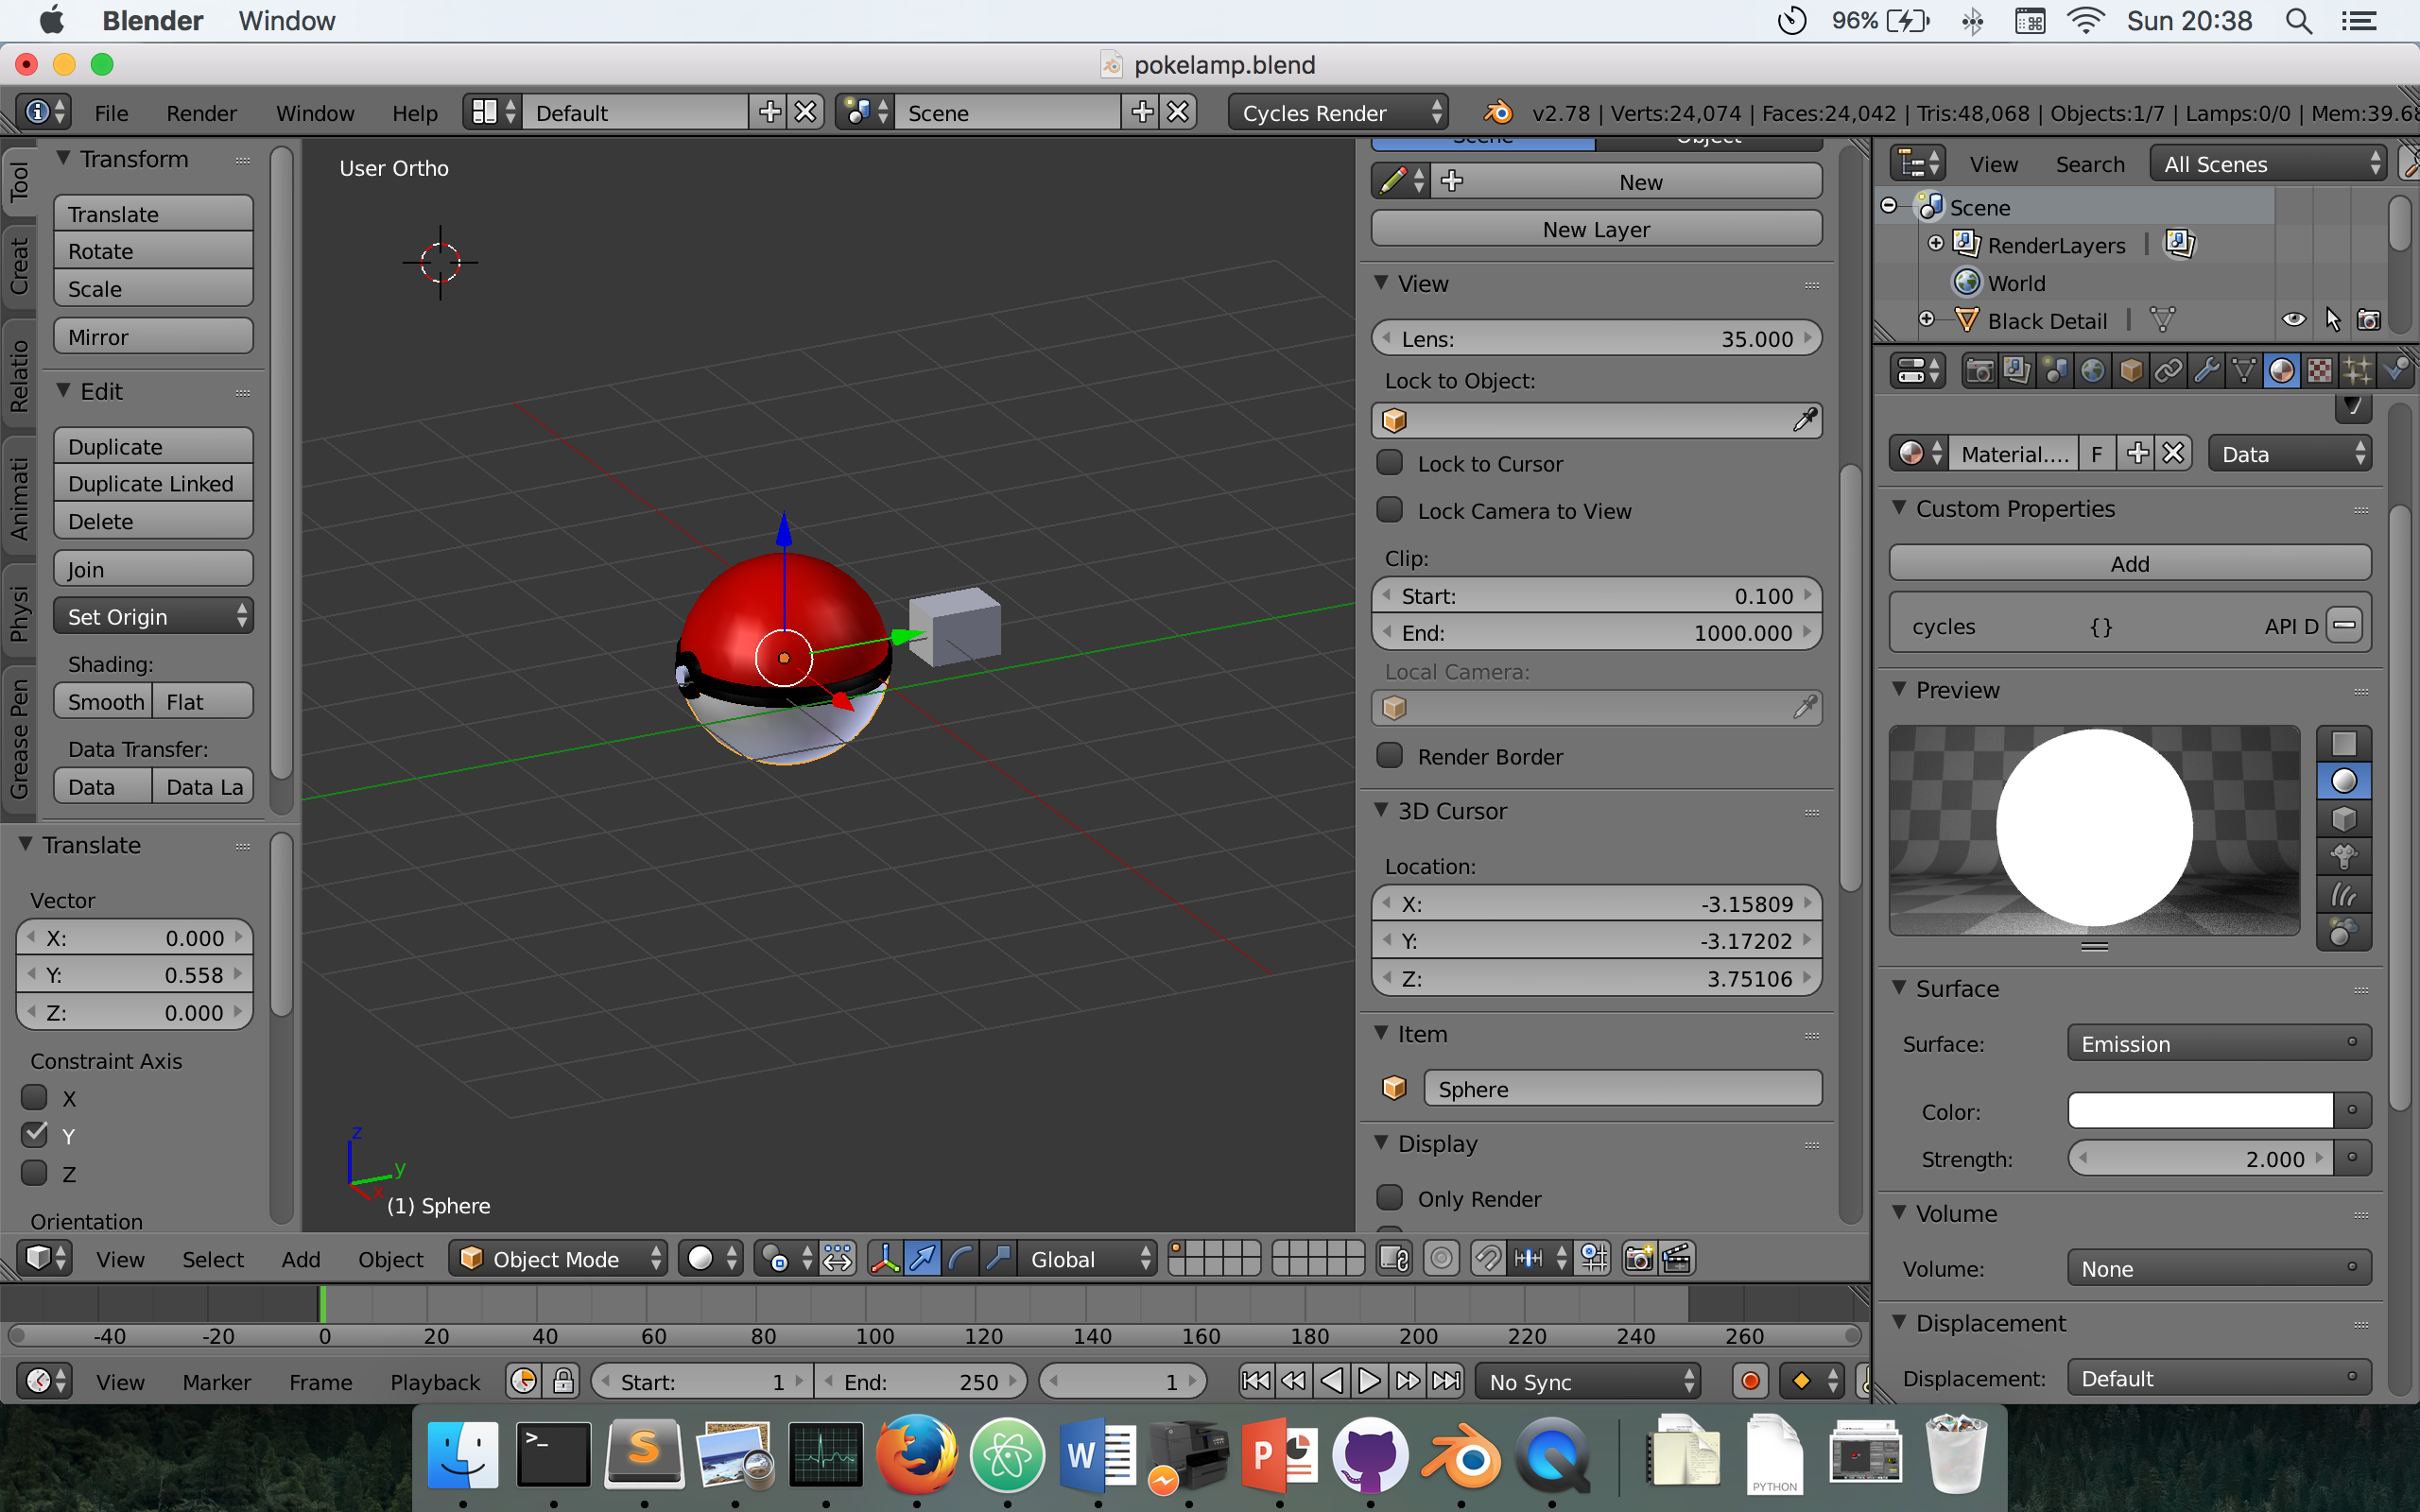 Blender Window 96% Sun 20:38
pokelamp.blend
File Render Window Help Default Scene Cycles Render v2.78 | Verts:24,074 | Faces:24,042 | Tris:48,068 | Objects:1/7 | Lamps:0/0 | Mem:39.6
Tool
Creat
Relatio
Animati
Physi
Grease Pen
Transform
Translate
Rotate
Scale
Mirror
Edit
Duplicate
Duplicate Linked
Delete
Join
Set Origin
Shading:
Smooth Flat
Data Transfer:
Data Data La
Translate
Vector
X: 0.000
Y: 0.558
Z: 0.000
Constraint Axis
X
Y
Z
Orientation
User Ortho
z
y
x
(1) Sphere
Scene Object
New
New Layer
View
Lens: 35.000
Lock to Object:
Lock to Cursor
Lock Camera to View
Clip:
Start: 0.100
End: 1000.000
Local Camera:
Render Border
3D Cursor
Location:
X: -3.15809
Y: -3.17202
Z: 3.75106
Item
Sphere
Display
Only Render
View Search All Scenes
Scene
RenderLayers |
World
Black Detail |
Material.... F Data
Custom Properties
Add
cycles {} API D
Preview
Surface
Surface: Emission
Color:
Strength: 2.000
Volume
Volume: None
Displacement
Displacement: Default
View Select Add Object Object Mode Global
-40 -20 0 20 40 60 80 100 120 140 160 180 200 220 240 260
View Marker Frame Playback Start: 1 End: 250 1 No Sync
>_
S
W
P
PYTHON